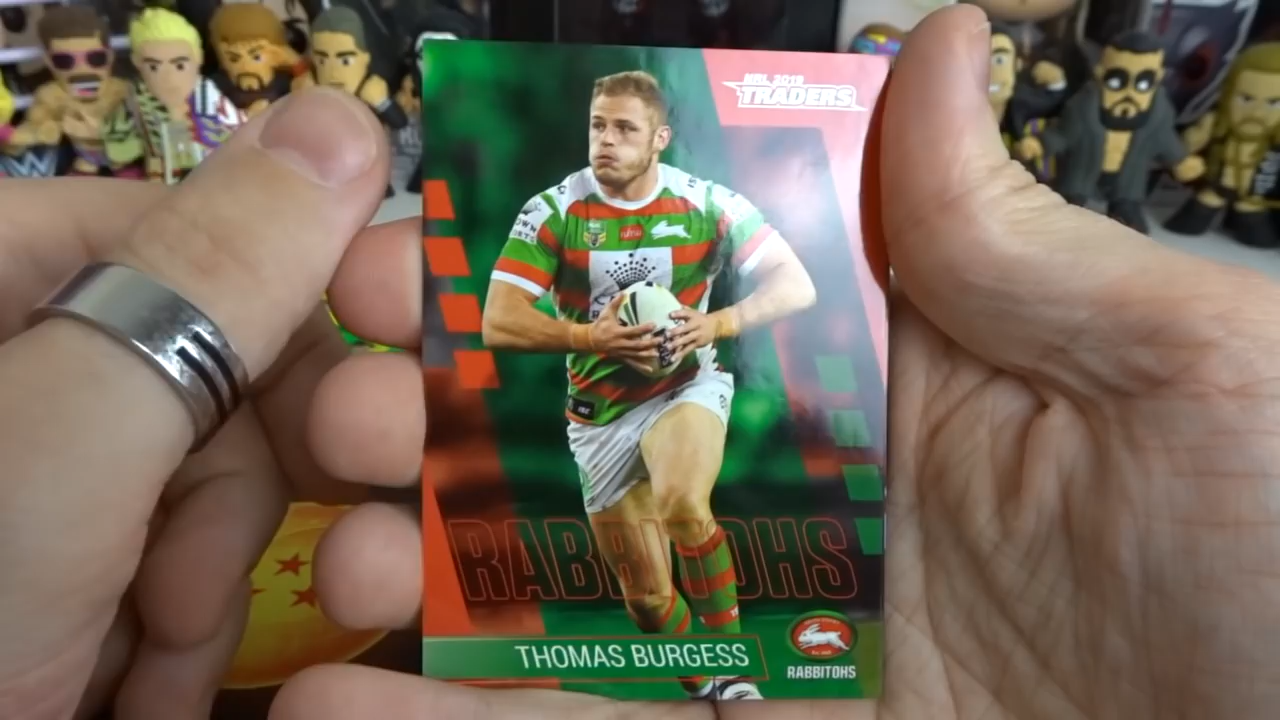 NRL 2019
TRADERS
RABBITOHS
THOMAS BURGESS
RABBITOHS